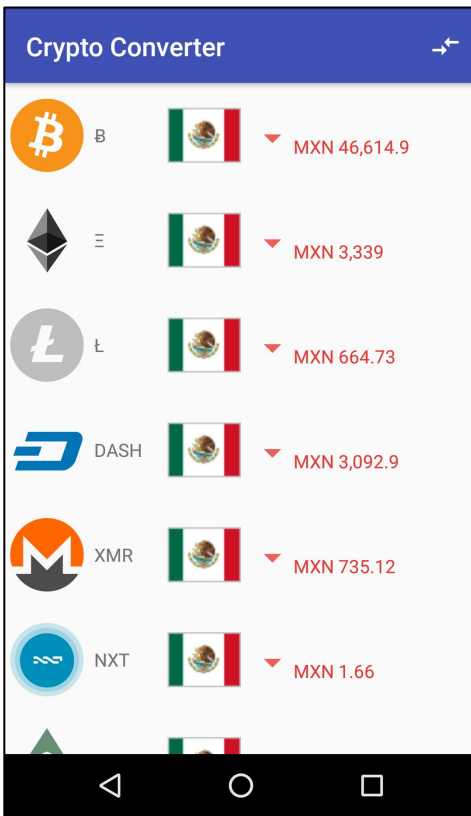 Crypto Converter
Ƀ MXN 46,614.9
Ξ MXN 3,339
Ł MXN 664.73
DASH MXN 3,092.9
XMR MXN 735.12
NXT MXN 1.66